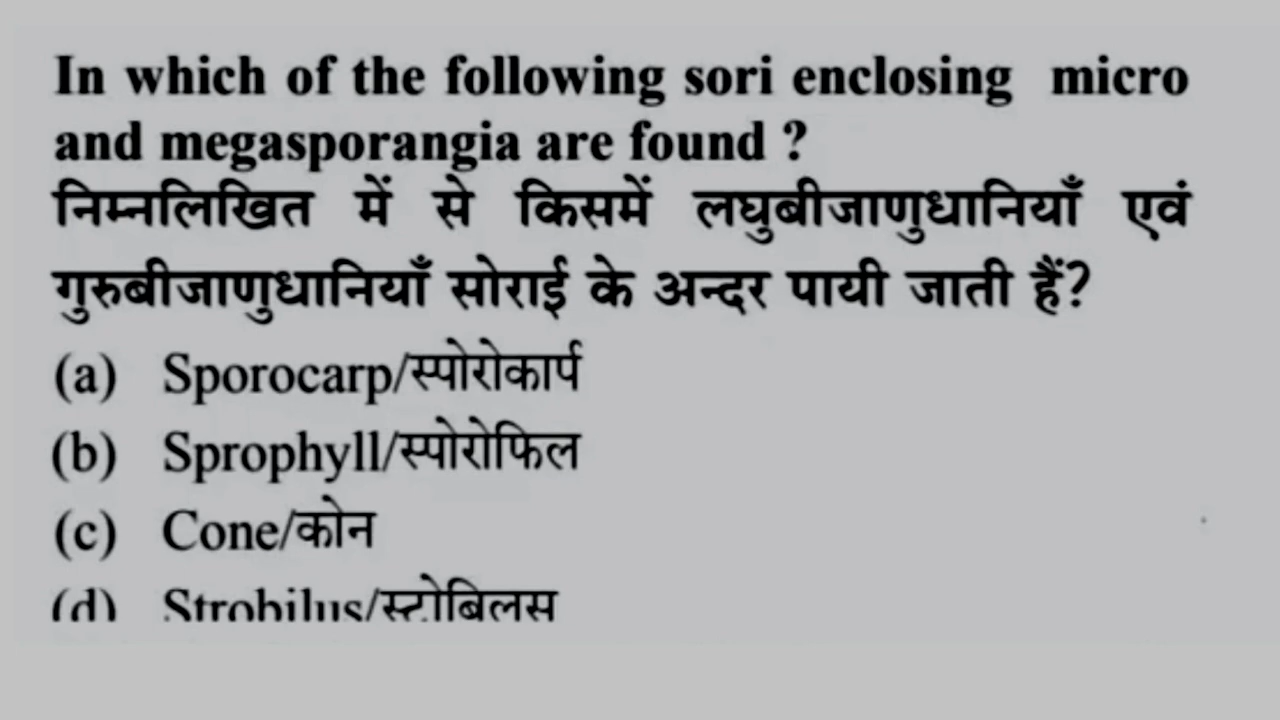 In which of the following sori enclosing micro
and megasporangia are found ?
निम्नलिखित में से किसमें लघुबीजाणुधानियाँ एवं
गुरुबीजाणुधानियाँ सोराई के अन्दर पायी जाती हैं?
(a) Sporocarp/स्पोरोकार्प
(b) Sprophyll/स्पोरोफिल
(c) Cone/कोन
(d) Strobilus/स्टोबिलस